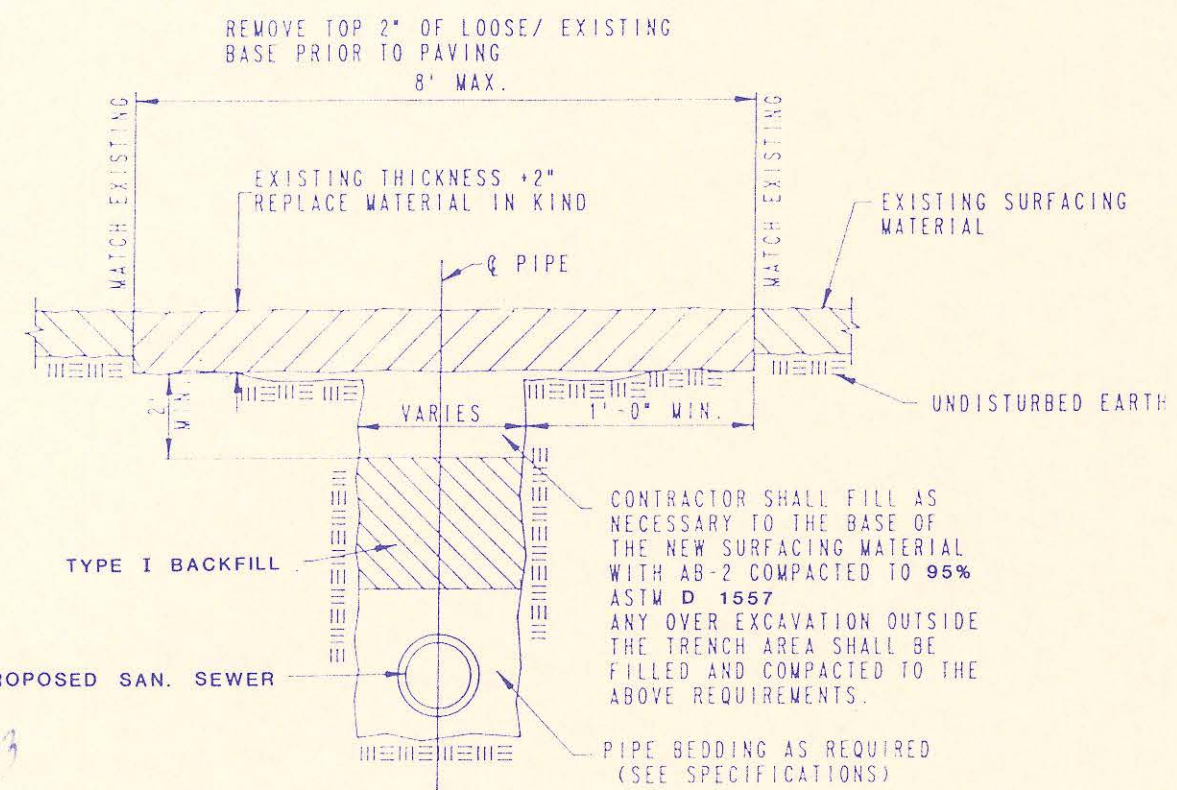 REMOVE TOP 2" OF LOOSE/ EXISTING
BASE PRIOR TO PAVING
8' MAX.
MATCH EXISTING
MATCH EXISTING
EXISTING THICKNESS +2"
REPLACE MATERIAL IN KIND
EXISTING SURFACING
MATERIAL
℄ PIPE
2'
MIN.
VARIES
1'-0" MIN.
UNDISTURBED EARTH
TYPE I BACKFILL
CONTRACTOR SHALL FILL AS
NECESSARY TO THE BASE OF
THE NEW SURFACING MATERIAL
WITH AB-2 COMPACTED TO 95%
ASTM D 1557
ANY OVER EXCAVATION OUTSIDE
THE TRENCH AREA SHALL BE
FILLED AND COMPACTED TO THE
ABOVE REQUIREMENTS.
ROPOSED SAN. SEWER
3
PIPE BEDDING AS REQUIRED
(SEE SPECIFICATIONS)